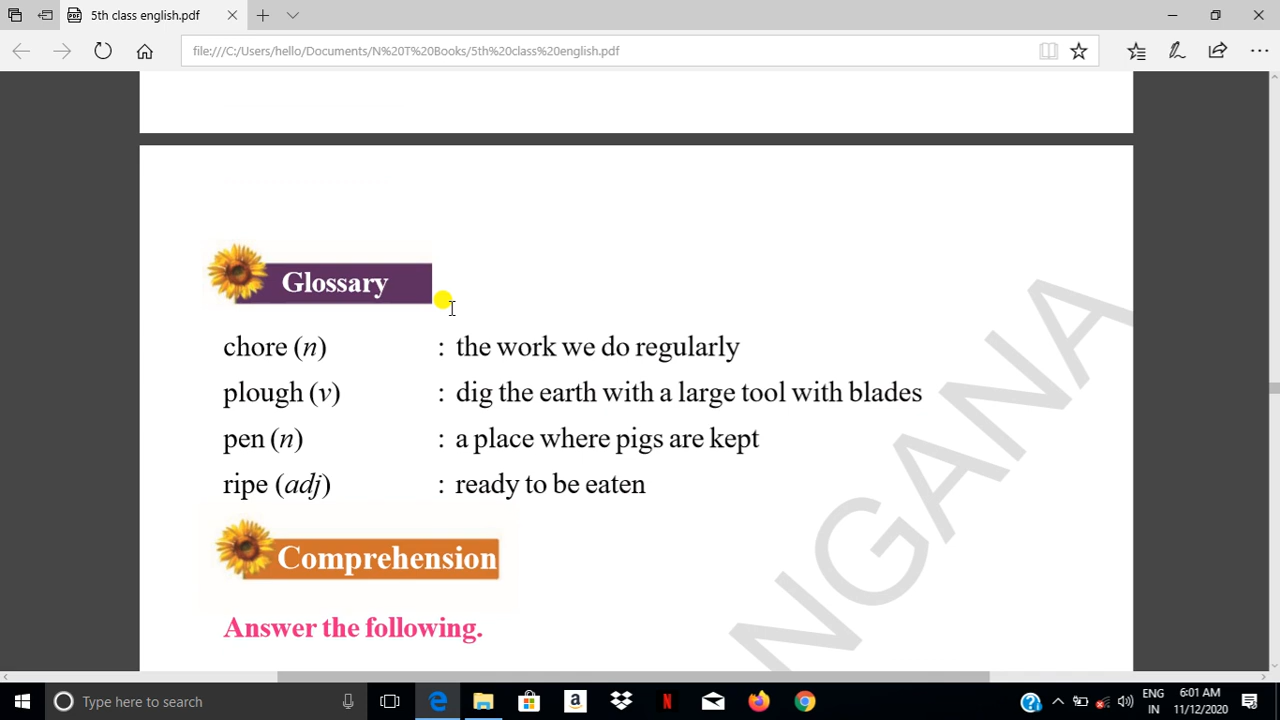 5th class english.pdf
file:///C:/Users/hello/Documents/N%20T%20Books/5th%20class%20english.pdf
Glossary
chore (n) : the work we do regularly
plough (v) : dig the earth with a large tool with blades
pen (n) : a place where pigs are kept
ripe (adj) : ready to be eaten
Comprehension
Answer the following.
NGANA
Type here to search
ENG 6:01 AM
IN 11/12/2020